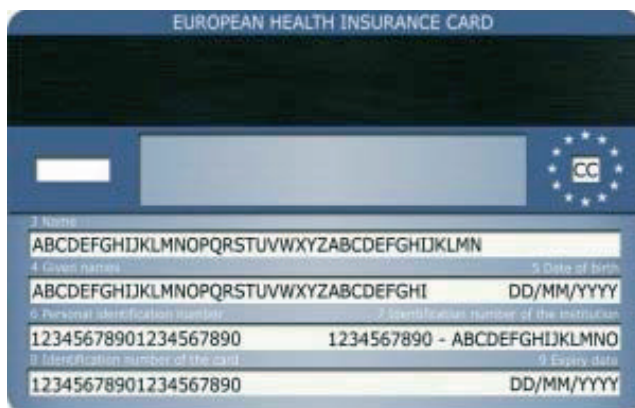 EUROPEAN HEALTH INSURANCE CARD
CC
3 Name
ABCDEFGHIJKLMNOPQRSTUVWXYZABCDEFGHIJKLMN
4 Given names 5 Date of birth
ABCDEFGHIJKLMNOPQRSTUVWXYZABCDEFGHI DD/MM/YYYY
6 Personal identification number 7 Identification number of the institution
12345678901234567890 1234567890 - ABCDEFGHIJKLMNO
8 Identification number of the card 9 Expiry date
12345678901234567890 DD/MM/YYYY